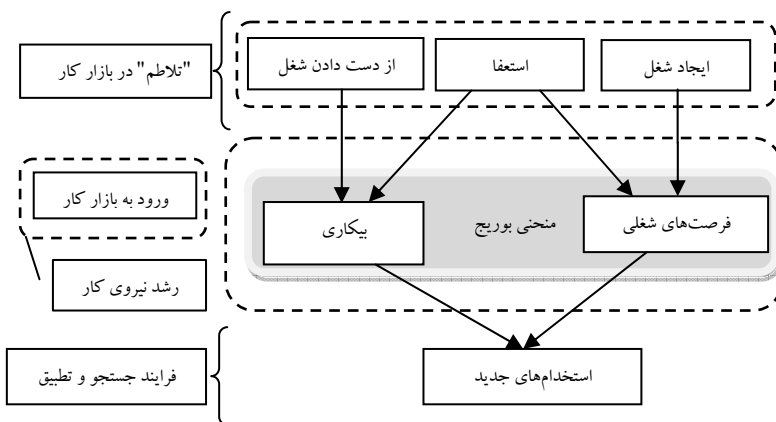 ایجاد شغل
استعفا
از دست دادن شغل
"تلاطم" در بازار کار
فرصت‌های شغلی
منحنی بوریج
بیکاری
ورود به بازار کار
رشد نیروی کار
استخدام‌های جدید
فرایند جستجو و تطبیق